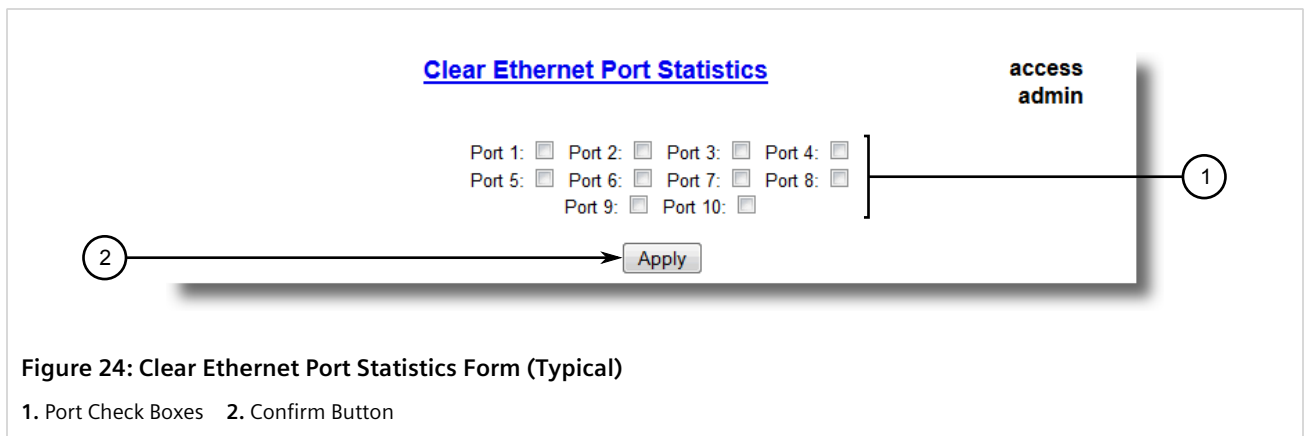 Clear Ethernet Port Statistics
access
admin
Port 1: Port 2: Port 3: Port 4:
Port 5: Port 6: Port 7: Port 8:
Port 9: Port 10:
1
2
Apply
Figure 24: Clear Ethernet Port Statistics Form (Typical)
1. Port Check Boxes 2. Confirm Button